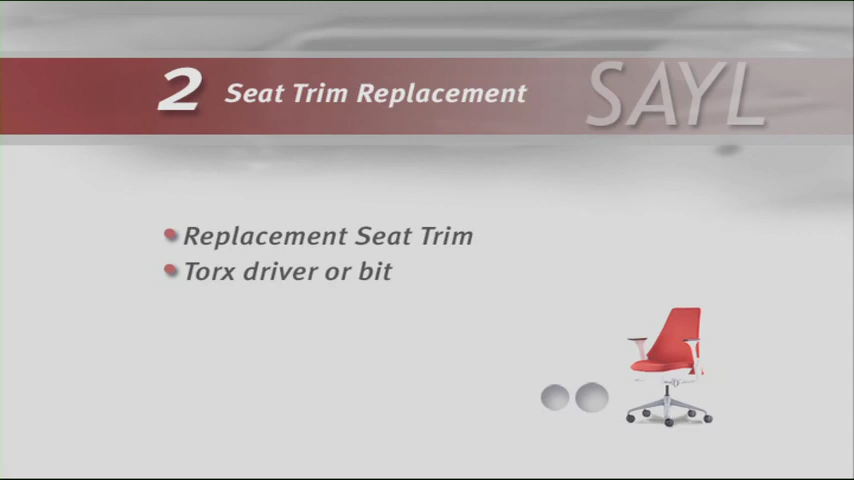 2 Seat Trim Replacement
SAYL
Replacement Seat Trim
Torx driver or bit